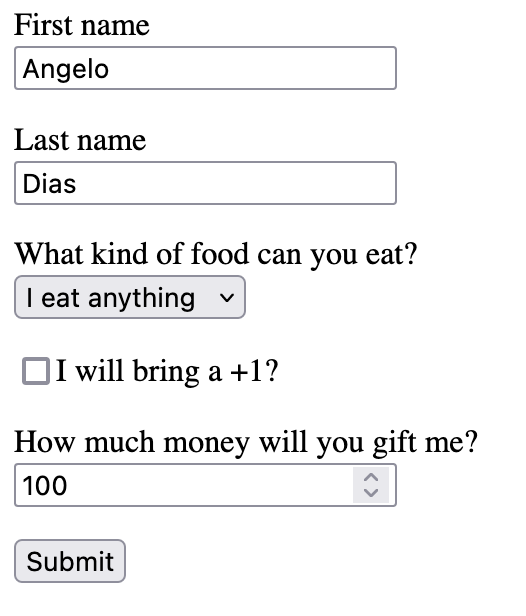 First name
Angelo
Last name
Dias
What kind of food can you eat?
I eat anything
I will bring a +1?
How much money will you gift me?
100
Submit